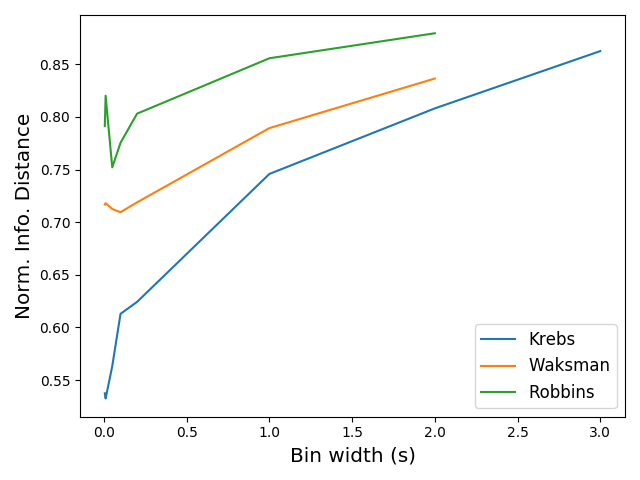 Norm. Info. Distance
0.85
0.80
0.75
0.70
0.65
0.60
0.55
Krebs
Waksman
Robbins
0.0 0.5 1.0 1.5 2.0 2.5 3.0
Bin width (s)